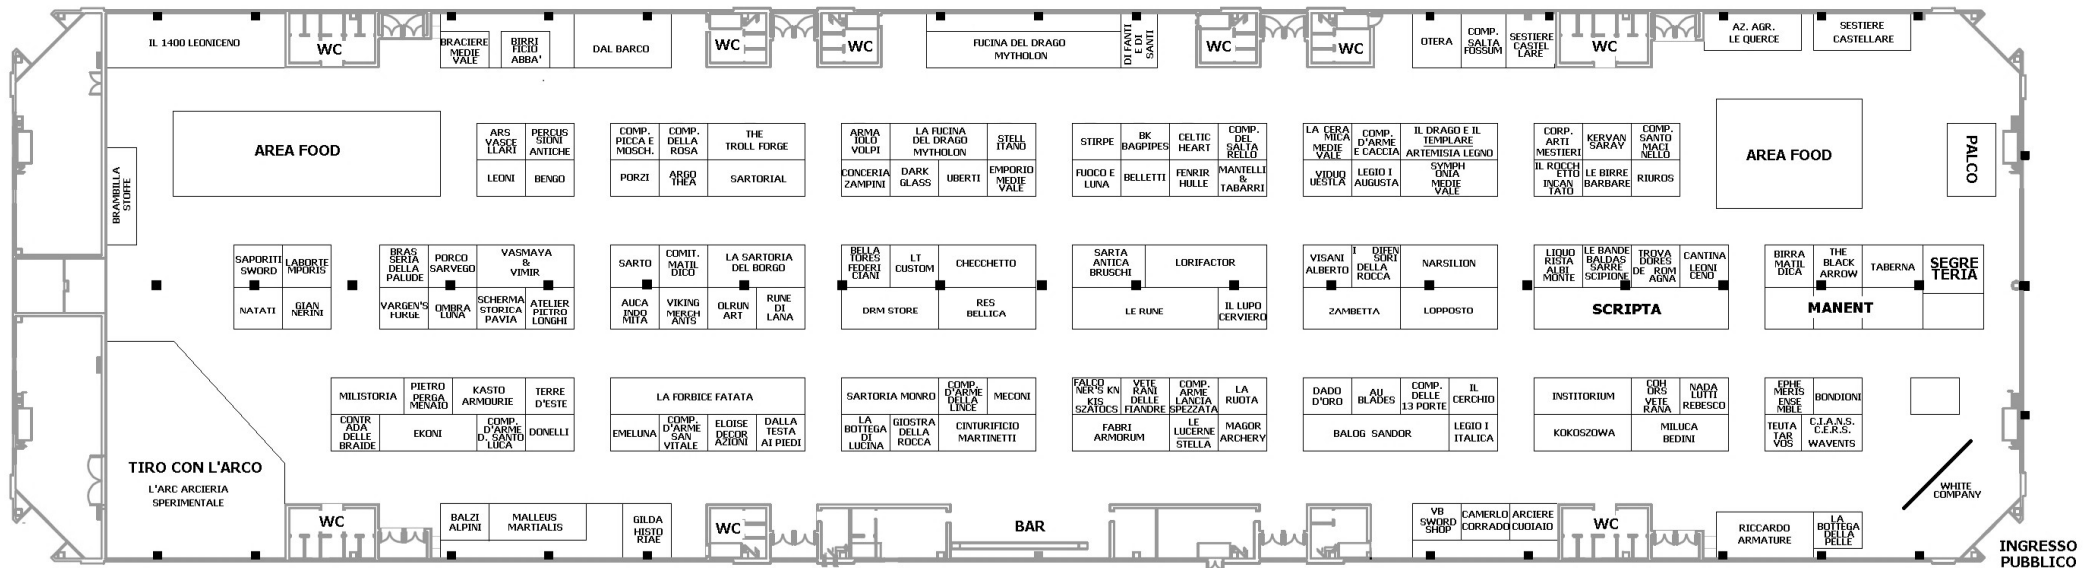 IL 1400 LEONICENO
WC
BRACIERE
MEDIE
VALE
BIRRI
FICIO
ABBA'
DAL BARCO
WC
WC
FUCINA DEL DRAGO
MYTHOLON
DI FANTI
E DI
SANTI
WC
WC
OTERA
COMP.
SALTA
FOSSUM
SESTIERE
CASTEL
LARE
WC
AZ. AGR.
LE QUERCE
SESTIERE
CASTELLARE
AREA FOOD
BRAMBILLA
STOFFE
ARS
VASCE
LLARI
PERCUS
SIONI
ANTICHE
LEONI
BENGO
COMP.
PICCA E
MOSCH.
COMP.
DELLA
ROSA
THE
TROLL FORGE
PORZI
ARGO
THEA
SARTORIAL
ARMA
IOLO
VOLPI
LA FUCINA
DEL DRAGO
MYTHOLON
STELL
ITANO
CONCERIA
ZAMPINI
DARK
GLASS
UBERTI
EMPORIO
MEDIE
VALE
STIRPE
BK
BAGPIPES
CELTIC
HEART
COMP.
DEL
SALTA
RELLO
FUOCO E
LUNA
BELLETTI
FENRIR
HULLE
MANTELLI
&
TABARRI
LA CERA
MICA
MEDIE
VALE
COMP.
D'ARME
E CACCIA
IL DRAGO E IL
TEMPLARE
ARTEMISIA LEGNO
VIDUQ
UESTLA
LEGIO I
AUGUSTA
SYMPH
ONIA
MEDIE
VALE
CORP.
ARTI
MESTIERI
KERVAN
SARAY
COMP.
SANTO
MACI
NELLO
IL ROCCH
ETTO
INCAN
TATO
LE BIRRE
BARBARE
RIUROS
AREA FOOD
PALCO
SAPORITI
SWORD
LABORTE
MPORIS
NATATI
GIAN
NERINI
BRAS
SERIA
DELLA
PALUDE
PORCO
SARVEGO
VASMAYA
&
VIMIR
VARGEN'S
FORGE
OMBRA
LUNA
SCHERMA
STORICA
PAVIA
ATELIER
PIETRO
LONGHI
SARTO
COMIT.
MATIL
DICO
LA SARTORIA
DEL BORGO
AUCA
INDO
MITA
VIKING
MERCH
ANTS
OLRUN
ART
RUNE
DI
LANA
BELLA
TORES
FEDERI
CIANI
LT
CUSTOM
CHECCHETTO
DRM STORE
RES
BELLICA
SARTA
ANTICA
BRUSCHI
LORIFACTOR
LE RUNE
IL LUPO
CERVIERO
VISANI
ALBERTO
I DIFEN
SORI
DELLA
ROCCA
NARSILION
ZAMBETTA
LOPPOSTO
LIQUO
RISTA
ALBI
MONTE
LE BANDE
BALDAS
SARRE
SCIPIONE
TROVA
DORES
DE ROM
AGNA
CANTINA
LEONI
CENO
SCRIPTA
BIRRA
MATIL
DICA
THE
BLACK
ARROW
TABERNA
SEGRE
TERIA
MANENT
MILISTORIA
PIETRO
PERGA
MENAIO
KASTO
ARMOURIE
TERRE
D'ESTE
CONTR
ADA
DELLE
BRAIDE
EKONI
COMP.
D'ARME
D. SANTO
LUCA
DONELLI
LA FORBICE FATATA
EMELUNA
COMP.
D'ARME
SAN
VITALE
ELOISE
DECOR
AZIONI
DALLA
TESTA
AI PIEDI
SARTORIA MONRO
COMP.
D'ARME
DELLA
LINCE
MECONI
LA
BOTTEGA
DI
LUCINA
GIOSTRA
DELLA
ROCCA
CINTURIFICIO
MARTINETTI
FALCO
NER'S KN
KIS
SZATOCS
VETE
RANI
DELLE
FIANDRE
COMP.
ARME
LANCIA
SPEZZATA
LA
RUOTA
FABRI
ARMORUM
LE
LUCERNE
STELLA
MAGOR
ARCHERY
DADO
D'ORO
AU
BLADES
COMP.
DELLE
13 PORTE
IL
CERCHIO
BALOG SANDOR
LEGIO I
ITALICA
INSTITORIUM
COH
ORS
VETE
RANA
NADA
LUTTI
REBESCO
KOKOSZOWA
MILUCA
BEDINI
EPHE
MERIS
ENSE
MBLE
BONDIONI
TEUTA
TAR
VOS
C.I.A.N.S.
C.E.R.S.
WAVENTS
TIRO CON L'ARCO
L'ARC ARCIERIA
SPERIMENTALE
WHITE
COMPANY
WC
BALZI
ALPINI
MALLEUS
MARTIALIS
GILDA
HISTO
RIAE
WC
BAR
VB
SWORD
SHOP
CAMERLO
CORRADO
ARCIERE
CUOIAIO
WC
RICCARDO
ARMATURE
LA
BOTTEGA
DELLA
PELLE
INGRESSO
PUBBLICO